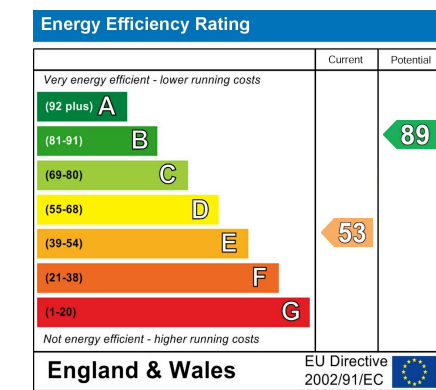 Energy Efficiency Rating
Current Potential
Very energy efficient - lower running costs
(92 plus) A
(81-91) B
89
(69-80) C
(55-68) D
(39-54) E
53
(21-38) F
(1-20) G
Not energy efficient - higher running costs
England & Wales
EU Directive
2002/91/EC